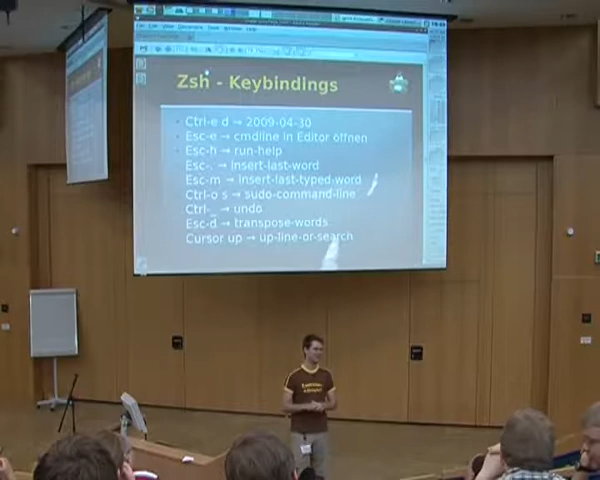 Zsh - Keybindings
Ctrl-e d → 2009-04-30
Esc-e → cmdline in Editor öffnen
Esc-h → run-help
Esc-. → insert-last-word
Esc-m → insert-last-typed-word
Ctrl-o s → sudo-command-line
Ctrl-_ → undo
Esc-d → transpose-words
Cursor up → up-line-or-search